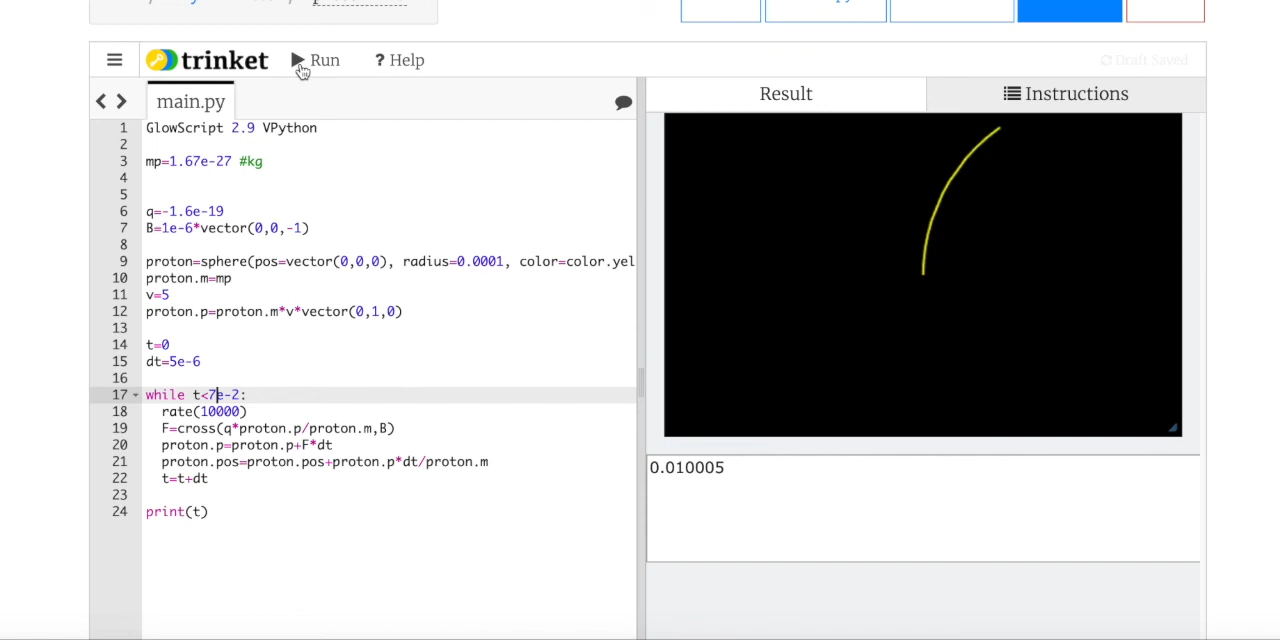 trinket
Run
? Help
Draft Saved
main.py
Result
Instructions
1 GlowScript 2.9 VPython
2
3 mp=1.67e-27 #kg
4
5
6 q=-1.6e-19
7 B=1e-6*vector(0,0,-1)
8
9 proton=sphere(pos=vector(0,0,0), radius=0.0001, color=color.yel
10 proton.m=mp
11 v=5
12 proton.p=proton.m*v*vector(0,1,0)
13
14 t=0
15 dt=5e-6
16
17 while t<7e-2:
18 rate(10000)
19 F=cross(q*proton.p/proton.m,B)
20 proton.p=proton.p+F*dt
21 proton.pos=proton.pos+proton.p*dt/proton.m
22 t=t+dt
23
24 print(t)
0.010005